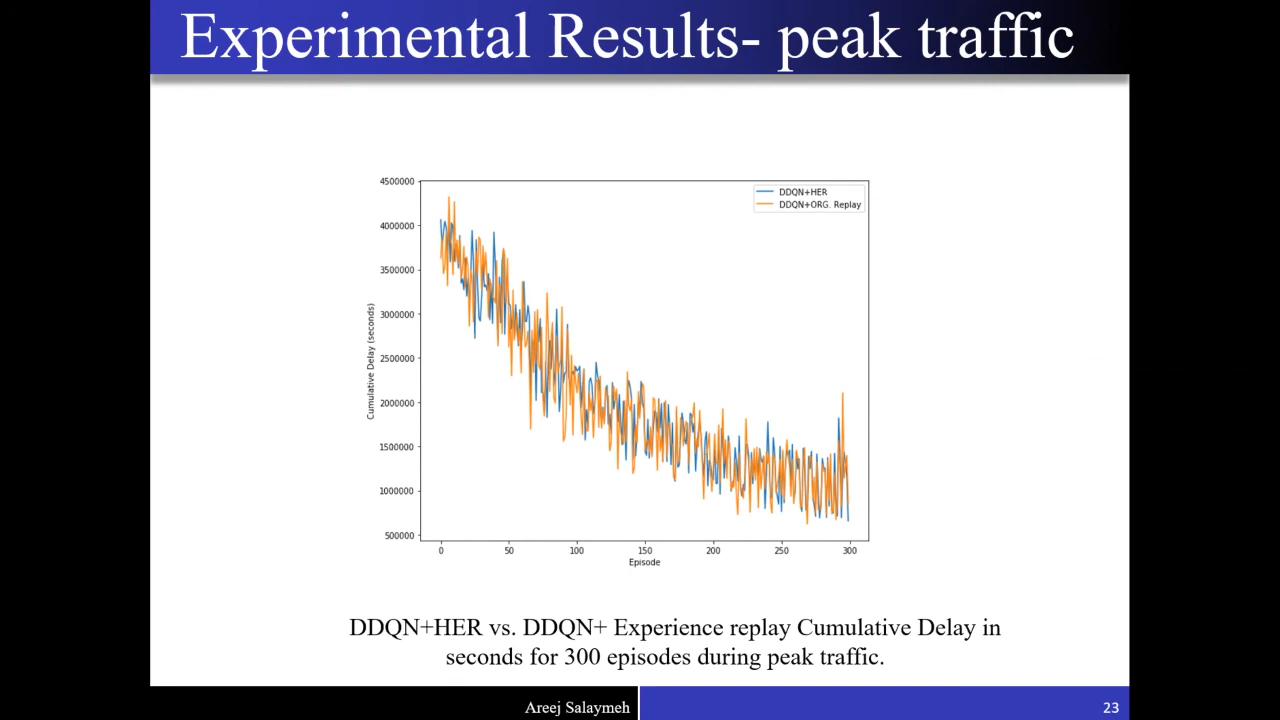 Experimental Results- peak traffic
4500000
4000000
3500000
3000000
2500000
2000000
1500000
1000000
500000
Cumulative Delay (seconds)
DDQN+HER
DDQN+ORG. Replay
0 50 100 150 200 250 300
Episode
DDQN+HER vs. DDQN+ Experience replay Cumulative Delay in
seconds for 300 episodes during peak traffic.
Areej Salaymeh
23